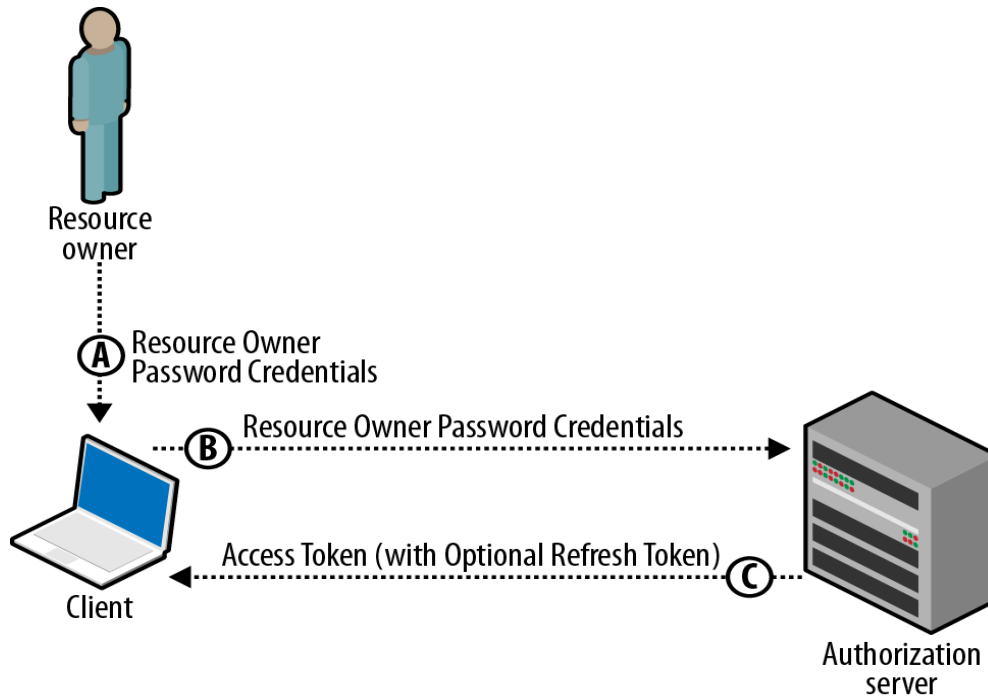 Resource
owner
A
Resource Owner
Password Credentials
Resource Owner Password Credentials
B
Access Token (with Optional Refresh Token)
C
Client
Authorization
server